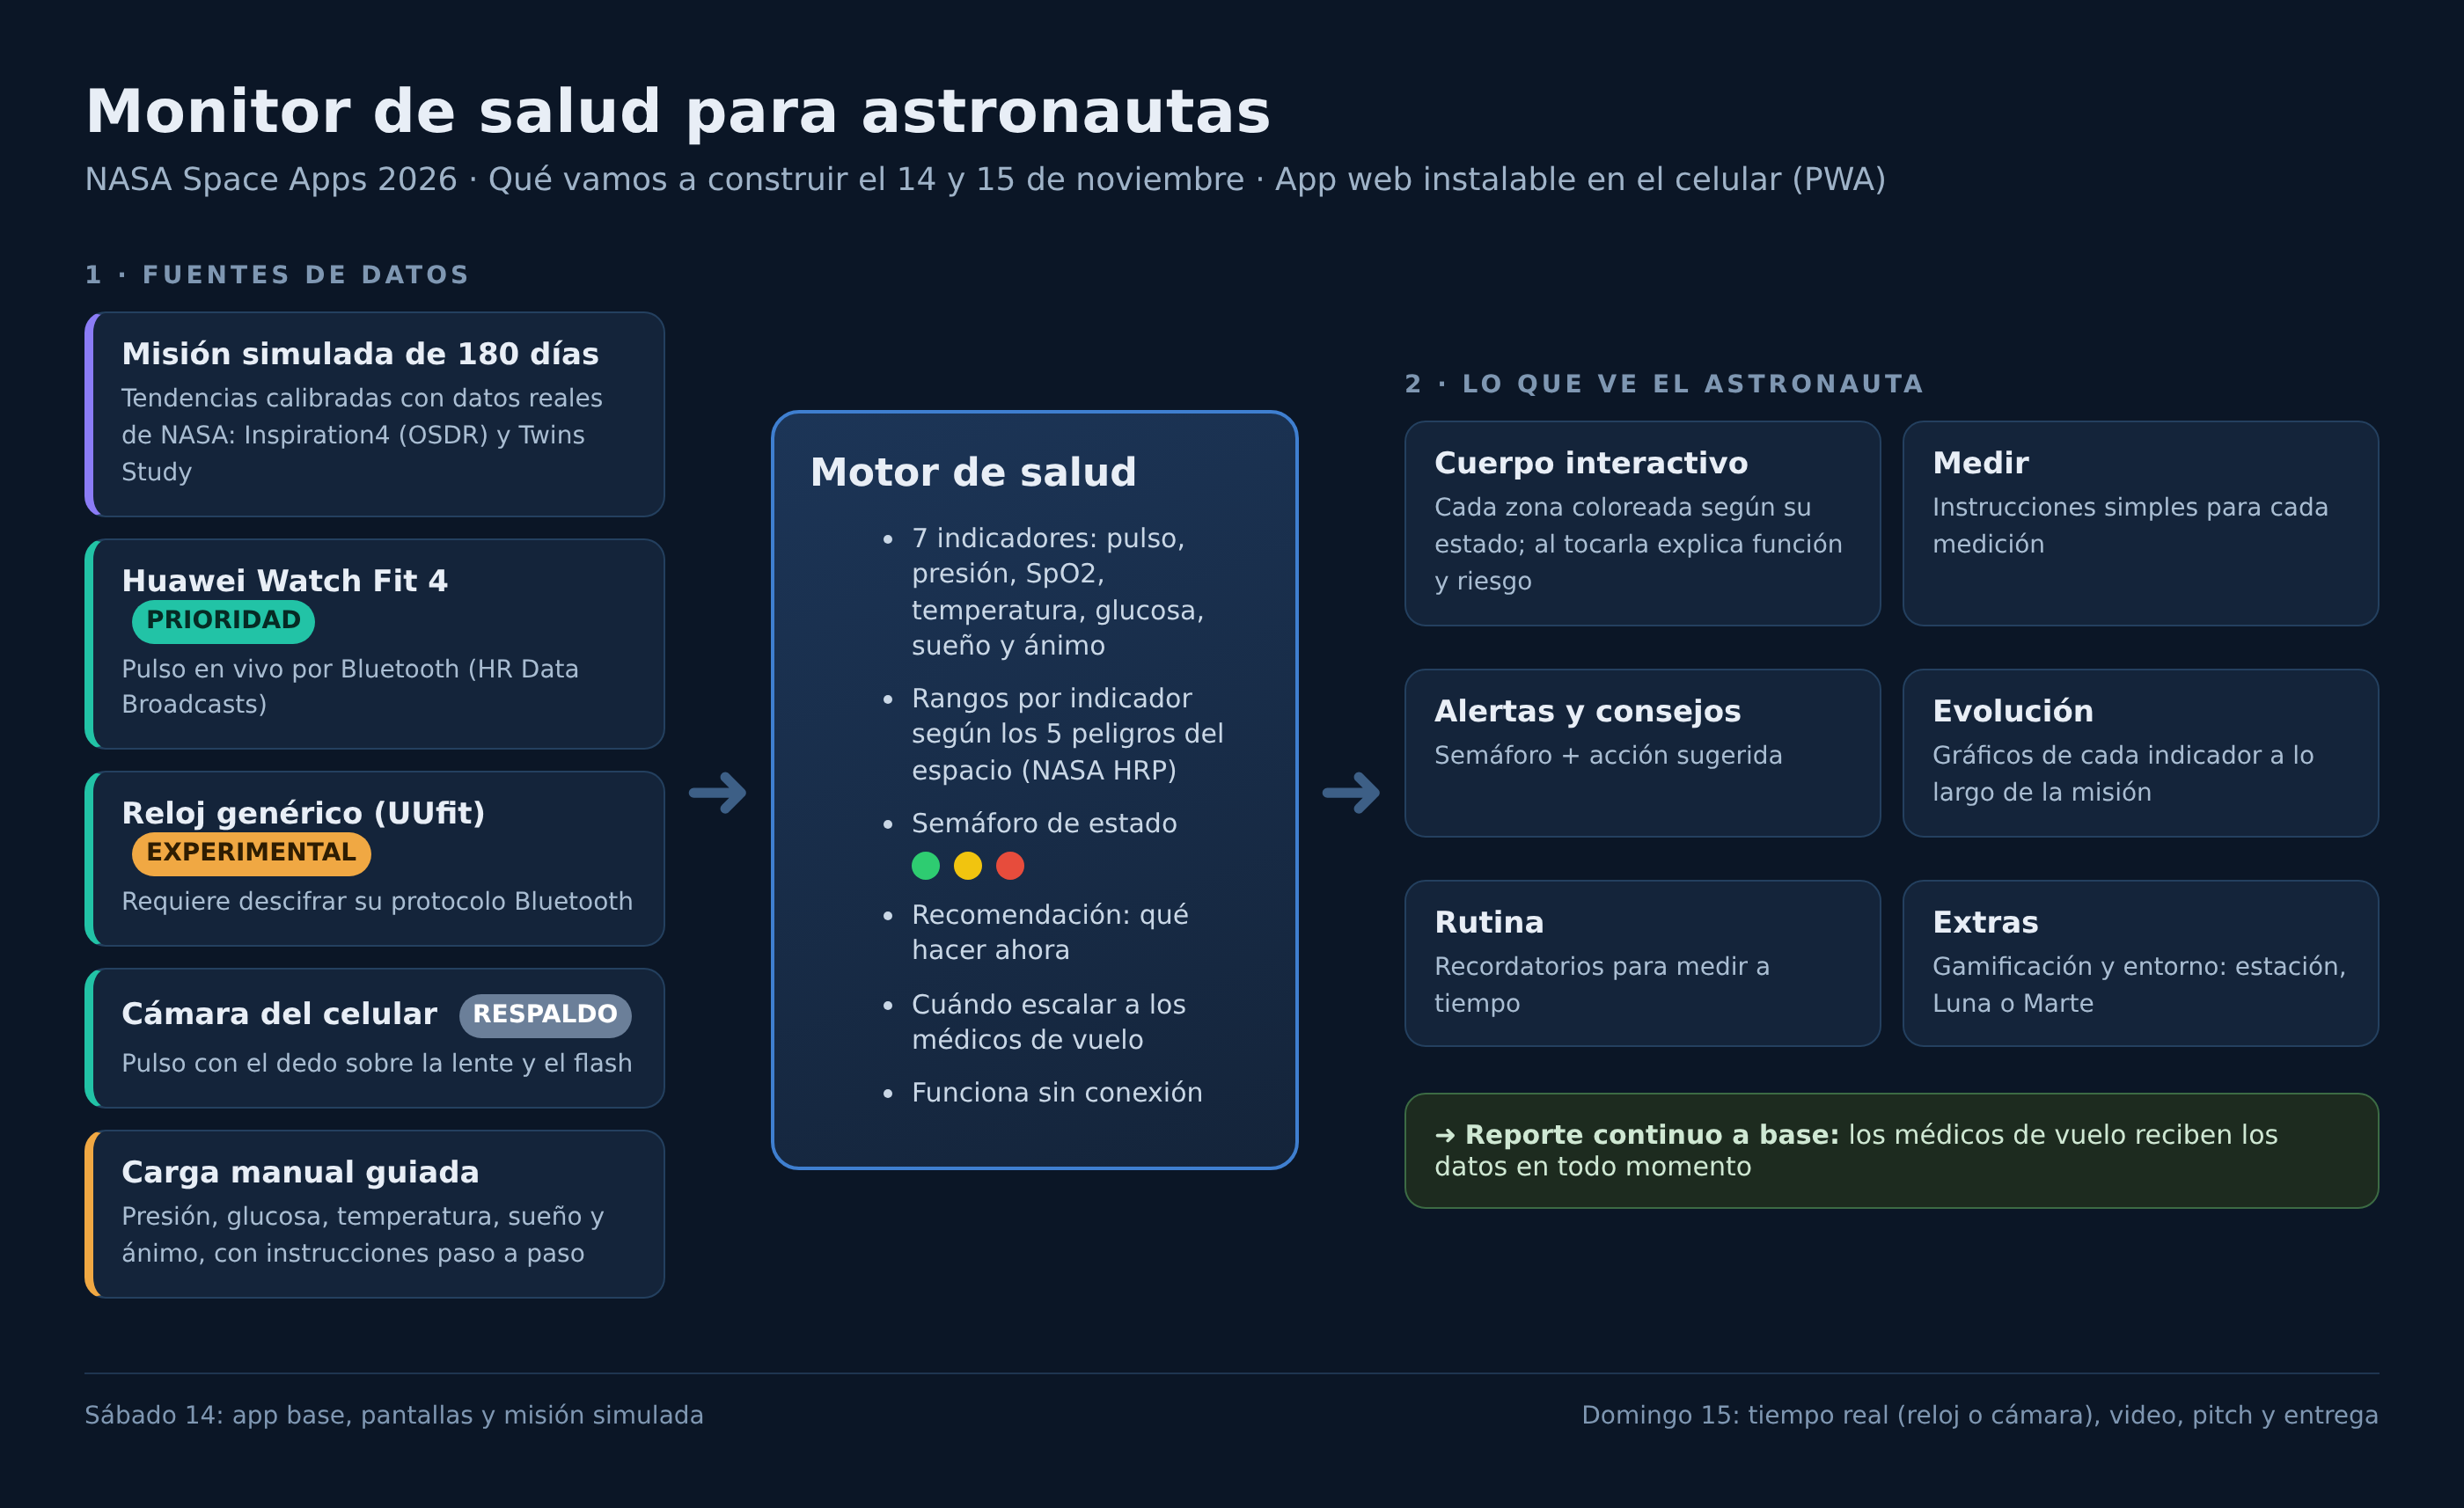 Monitor de salud para astronautas
NASA Space Apps 2026 · Qué vamos a construir el 14 y 15 de noviembre · App web instalable en el celular (PWA)
1 · FUENTES DE DATOS
Misión simulada de 180 días
Tendencias calibradas con datos reales
de NASA: Inspiration4 (OSDR) y Twins
Study
Huawei Watch Fit 4
PRIORIDAD
Pulso en vivo por Bluetooth (HR Data
Broadcasts)
Reloj genérico (UUfit)
EXPERIMENTAL
Requiere descifrar su protocolo Bluetooth
Cámara del celular RESPALDO
Pulso con el dedo sobre la lente y el flash
Carga manual guiada
Presión, glucosa, temperatura, sueño y
ánimo, con instrucciones paso a paso
➔
Motor de salud
• 7 indicadores: pulso,
presión, SpO2,
temperatura, glucosa,
sueño y ánimo
• Rangos por indicador
según los 5 peligros del
espacio (NASA HRP)
• Semáforo de estado
• Recomendación: qué
hacer ahora
• Cuándo escalar a los
médicos de vuelo
• Funciona sin conexión
➔
2 · LO QUE VE EL ASTRONAUTA
Cuerpo interactivo
Cada zona coloreada según su
estado; al tocarla explica función
y riesgo
Medir
Instrucciones simples para cada
medición
Alertas y consejos
Semáforo + acción sugerida
Evolución
Gráficos de cada indicador a lo
largo de la misión
Rutina
Recordatorios para medir a
tiempo
Extras
Gamificación y entorno: estación,
Luna o Marte
➔ Reporte continuo a base: los médicos de vuelo reciben los
datos en todo momento
Sábado 14: app base, pantallas y misión simulada
Domingo 15: tiempo real (reloj o cámara), video, pitch y entrega